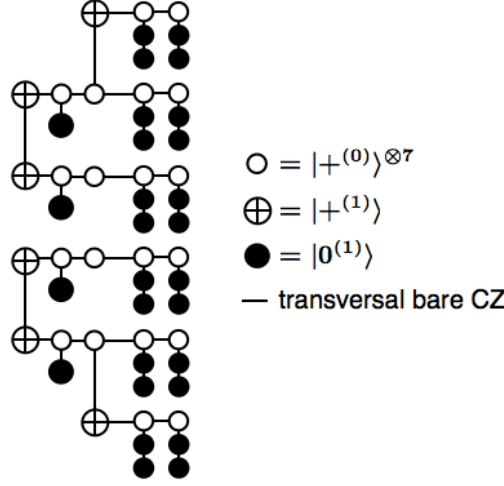 ○ = |+⁽⁰⁾⟩⊗⁷
⊕ = |+⁽¹⁾⟩
● = |0⁽¹⁾⟩
— transversal bare CZ